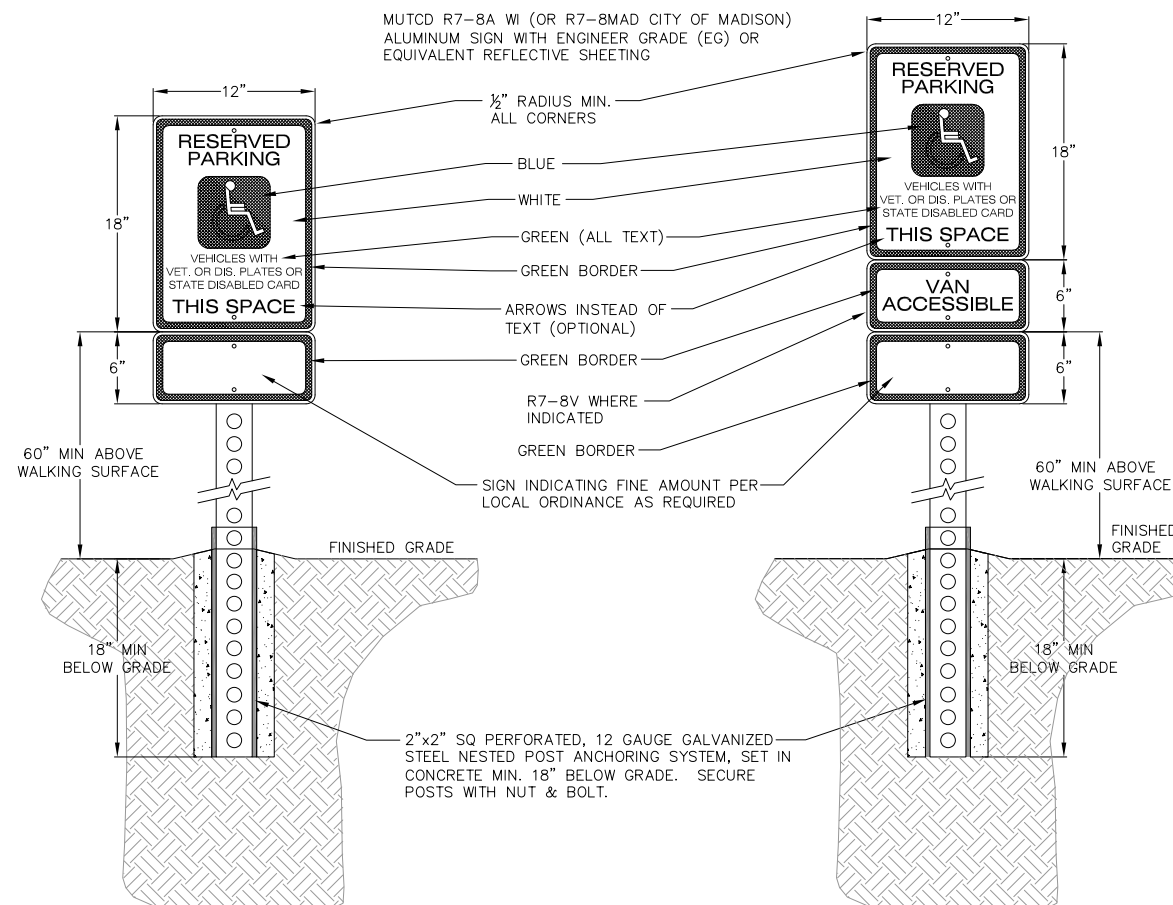 MUTCD R7-8A WI (OR R7-8MAD CITY OF MADISON)
ALUMINUM SIGN WITH ENGINEER GRADE (EG) OR
EQUIVALENT REFLECTIVE SHEETING
12"
12"
½" RADIUS MIN.
ALL CORNERS
BLUE
WHITE
GREEN (ALL TEXT)
GREEN BORDER
ARROWS INSTEAD OF
TEXT (OPTIONAL)
GREEN BORDER
R7-8V WHERE
INDICATED
GREEN BORDER
SIGN INDICATING FINE AMOUNT PER
LOCAL ORDINANCE AS REQUIRED
RESERVED
PARKING
VEHICLES WITH
VET. OR DIS. PLATES OR
STATE DISABLED CARD
THIS SPACE
18"
6"
60" MIN ABOVE
WALKING SURFACE
FINISHED GRADE
18" MIN
BELOW GRADE
RESERVED
PARKING
VEHICLES WITH
VET. OR DIS. PLATES OR
STATE DISABLED CARD
THIS SPACE
VAN
ACCESSIBLE
18"
6"
6"
60" MIN ABOVE
WALKING SURFACE
FINISHED
GRADE
18" MIN
BELOW GRADE
2"x2" SQ PERFORATED, 12 GAUGE GALVANIZED
STEEL NESTED POST ANCHORING SYSTEM, SET IN
CONCRETE MIN. 18" BELOW GRADE. SECURE
POSTS WITH NUT & BOLT.